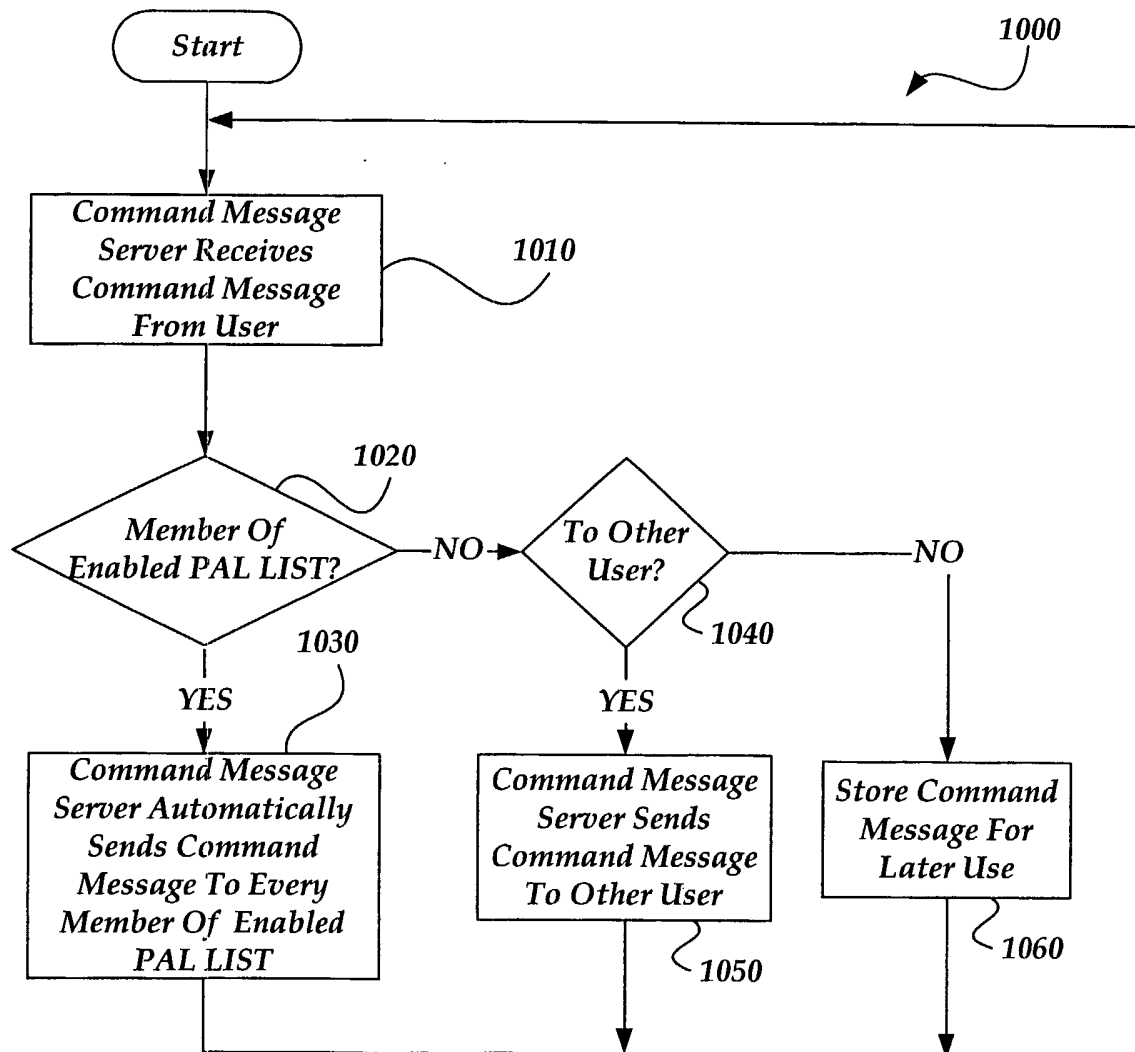 Start
1000
Command Message
Server Receives
Command Message
From User
1010
1020
Member Of
Enabled PAL LIST?
NO
To Other
User?
NO
1040
1030
YES
YES
Command Message
Server Automatically
Sends Command
Message To Every
Member Of Enabled
PAL LIST
Command Message
Server Sends
Command Message
To Other User
1050
Store Command
Message For
Later Use
1060